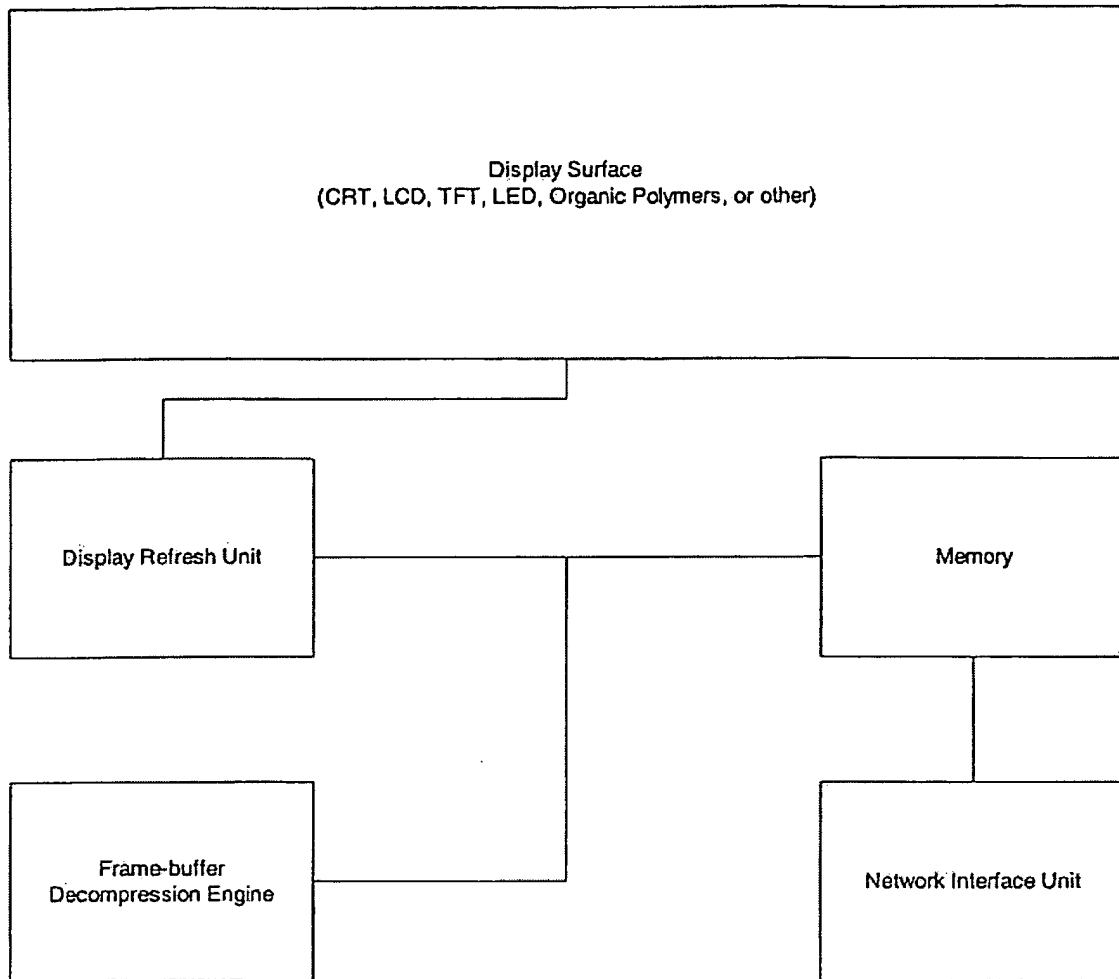 Display Surface
(CRT, LCD, TFT, LED, Organic Polymers, or other)
Display Refresh Unit
Memory
Frame-buffer
Decompression Engine
Network Interface Unit